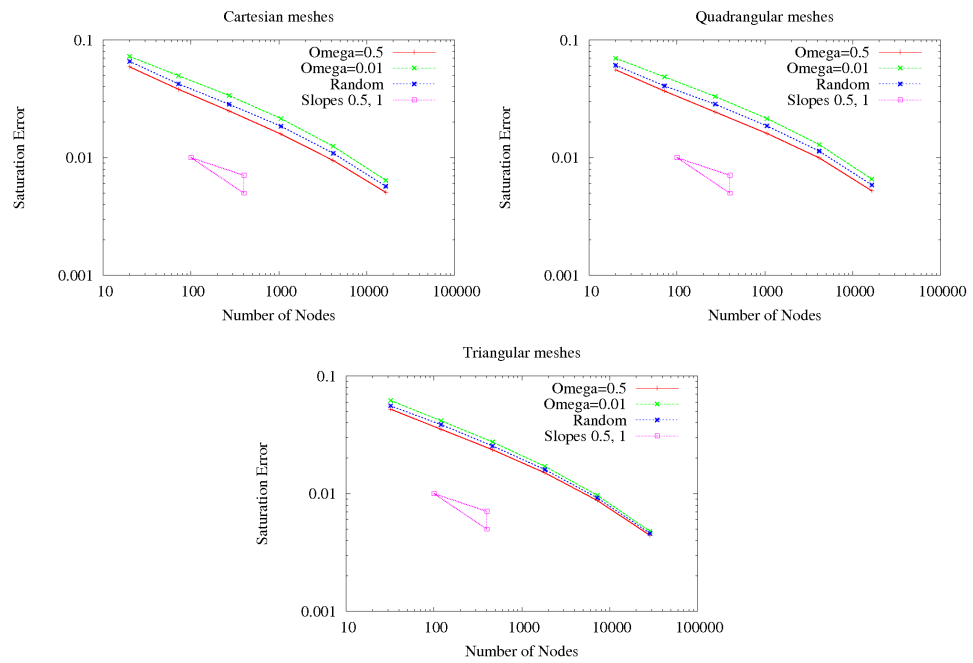 Cartesian meshes
0.1
0.01
0.001
Saturation Error
10 100 1000 10000 100000
Number of Nodes
Omega=0.5
Omega=0.01
Random
Slopes 0.5, 1
Quadrangular meshes
0.1
0.01
0.001
Saturation Error
10 100 1000 10000 100000
Number of Nodes
Omega=0.5
Omega=0.01
Random
Slopes 0.5, 1
Triangular meshes
0.1
0.01
0.001
Saturation Error
10 100 1000 10000 100000
Number of Nodes
Omega=0.5
Omega=0.01
Random
Slopes 0.5, 1